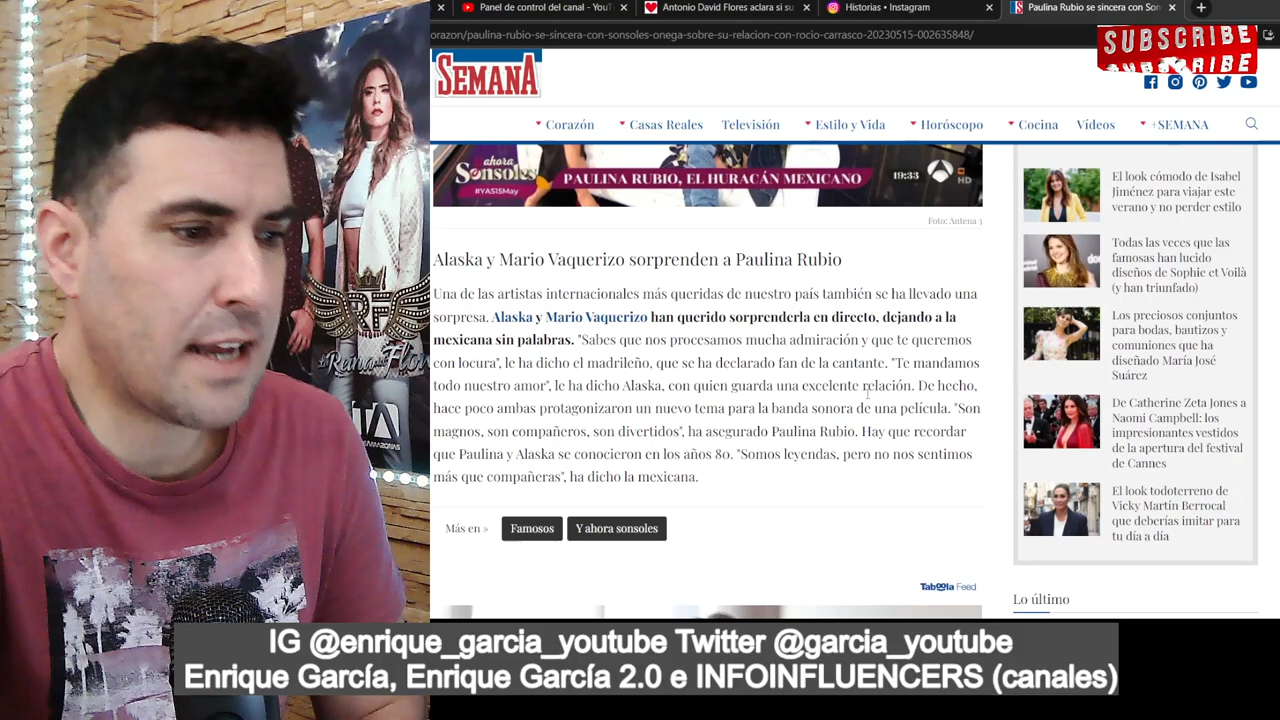 Panel de control del canal - YouT
Antonio David Flores aclara si su
Historias • Instagram
Paulina Rubio se sincera con Son
orazon/paulina-rubio-se-sincera-con-sonsoles-onega-sobre-su-relacion-con-rocio-carrasco-20230515-002635848/
SUBSCRIBE
SUBSCRIBE
SEMANA
Corazón
Casas Reales
Televisión
Estilo y Vida
Horóscopo
Cocina
Vídeos
+SEMANA
ahora
Sonsoles
#YAS15May
PAULINA RUBIO, EL HURACÁN MEXICANO
19:33
HD
Foto: Antena 3
Alaska y Mario Vaquerizo sorprenden a Paulina Rubio
Una de las artistas internacionales más queridas de nuestro país también se ha llevado una
sorpresa. Alaska y Mario Vaquerizo han querido sorprenderla en directo, dejando a la
mexicana sin palabras. "Sabes que nos procesamos mucha admiración y que te queremos
con locura", le ha dicho el madrileño, que se ha declarado fan de la cantante. "Te mandamos
todo nuestro amor", le ha dicho Alaska, con quien guarda una excelente relación. De hecho,
hace poco ambas protagonizaron un nuevo tema para la banda sonora de una película. "Son
magnos, son compañeros, son divertidos", ha asegurado Paulina Rubio. Hay que recordar
que Paulina y Alaska se conocieron en los años 80. "Somos leyendas, pero no nos sentimos
más que compañeras", ha dicho la mexicana.
Más en »
Famosos
Y ahora sonsoles
Taboola Feed
El look cómodo de Isabel
Jiménez para viajar este
verano y no perder estilo
Todas las veces que las
famosas han lucido
diseños de Sophie et Voilà
(y han triunfado)
Los preciosos conjuntos
para bodas, bautizos y
comuniones que ha
diseñado María José
Suárez
De Catherine Zeta Jones a
Naomi Campbell: los
impresionantes vestidos
de la apertura del festival
de Cannes
El look todoterreno de
Vicky Martín Berrocal
que deberías imitar para
tu día a día
Lo último
RF
La Reina del Flow
IG @enrique_garcia_youtube Twitter @garcia_youtube
Enrique García, Enrique García 2.0 e INFOINFLUENCERS (canales)